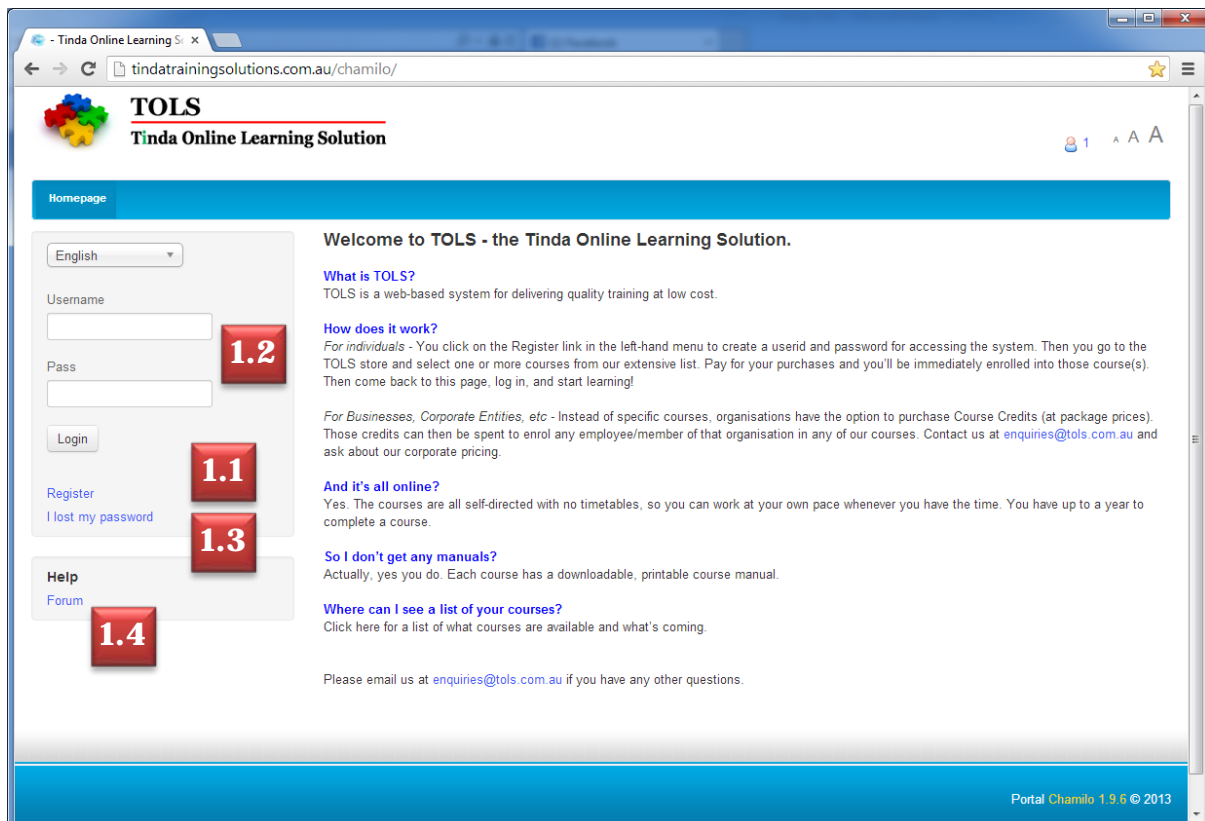 - Tinda Online Learning So
tindatrainingsolutions.com.au/chamilo/
TOLS
Tinda Online Learning Solution
1 A A A
Homepage
English
Username
1.2
Pass
Login
1.1
Register
I lost my password
1.3
Help
Forum
1.4
Welcome to TOLS - the Tinda Online Learning Solution.
What is TOLS?
TOLS is a web-based system for delivering quality training at low cost.
How does it work?
For individuals - You click on the Register link in the left-hand menu to create a userid and password for accessing the system. Then you go to the
TOLS store and select one or more courses from our extensive list. Pay for your purchases and you'll be immediately enrolled into those course(s).
Then come back to this page, log in, and start learning!
For Businesses, Corporate Entities, etc - Instead of specific courses, organisations have the option to purchase Course Credits (at package prices).
Those credits can then be spent to enrol any employee/member of that organisation in any of our courses. Contact us at enquiries@tols.com.au and
ask about our corporate pricing.
And it's all online?
Yes. The courses are all self-directed with no timetables, so you can work at your own pace whenever you have the time. You have up to a year to
complete a course.
So I don't get any manuals?
Actually, yes you do. Each course has a downloadable, printable course manual.
Where can I see a list of your courses?
Click here for a list of what courses are available and what's coming.
Please email us at enquiries@tols.com.au if you have any other questions.
Portal Chamilo 1.9.6 © 2013